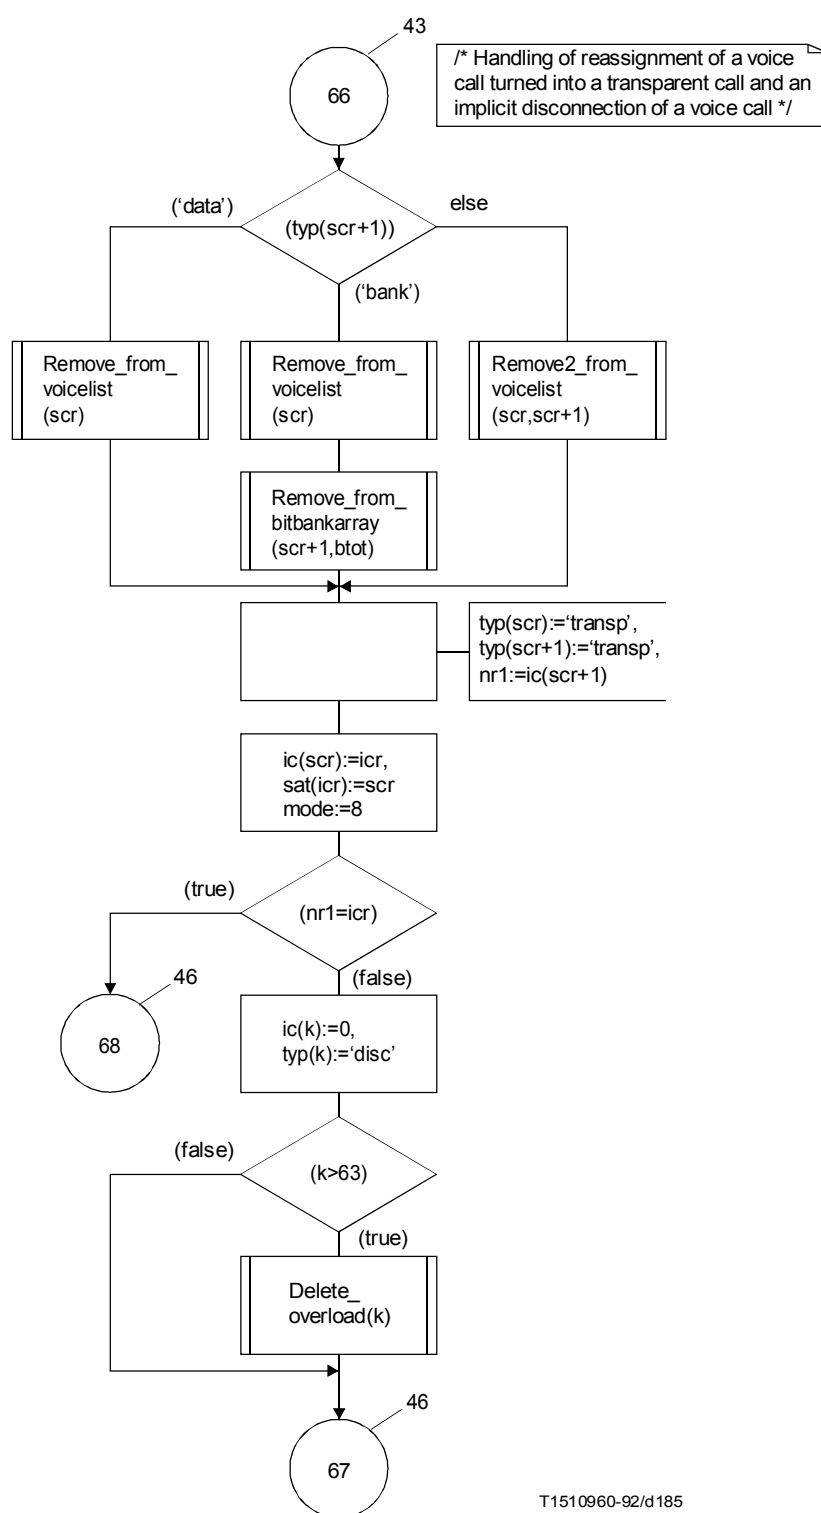 43
66
/* Handling of reassignment of a voice
call turned into a transparent call and an
implicit disconnection of a voice call */
(‘data’)
(typ(scr+1))
else
(‘bank’)
Remove_from_
voicelist
(scr)
Remove_from_
voicelist
(scr)
Remove2_from_
voicelist
(scr,scr+1)
Remove_from_
bitbankarray
(scr+1,btot)
typ(scr):=‘transp’,
typ(scr+1):=‘transp’,
nr1:=ic(scr+1)
ic(scr):=icr,
sat(icr):=scr
mode:=8
(true)
(nr1=icr)
(false)
46
68
ic(k):=0,
typ(k):=‘disc’
(false)
(k>63)
(true)
Delete_
overload(k)
46
67
T1510960-92/d185